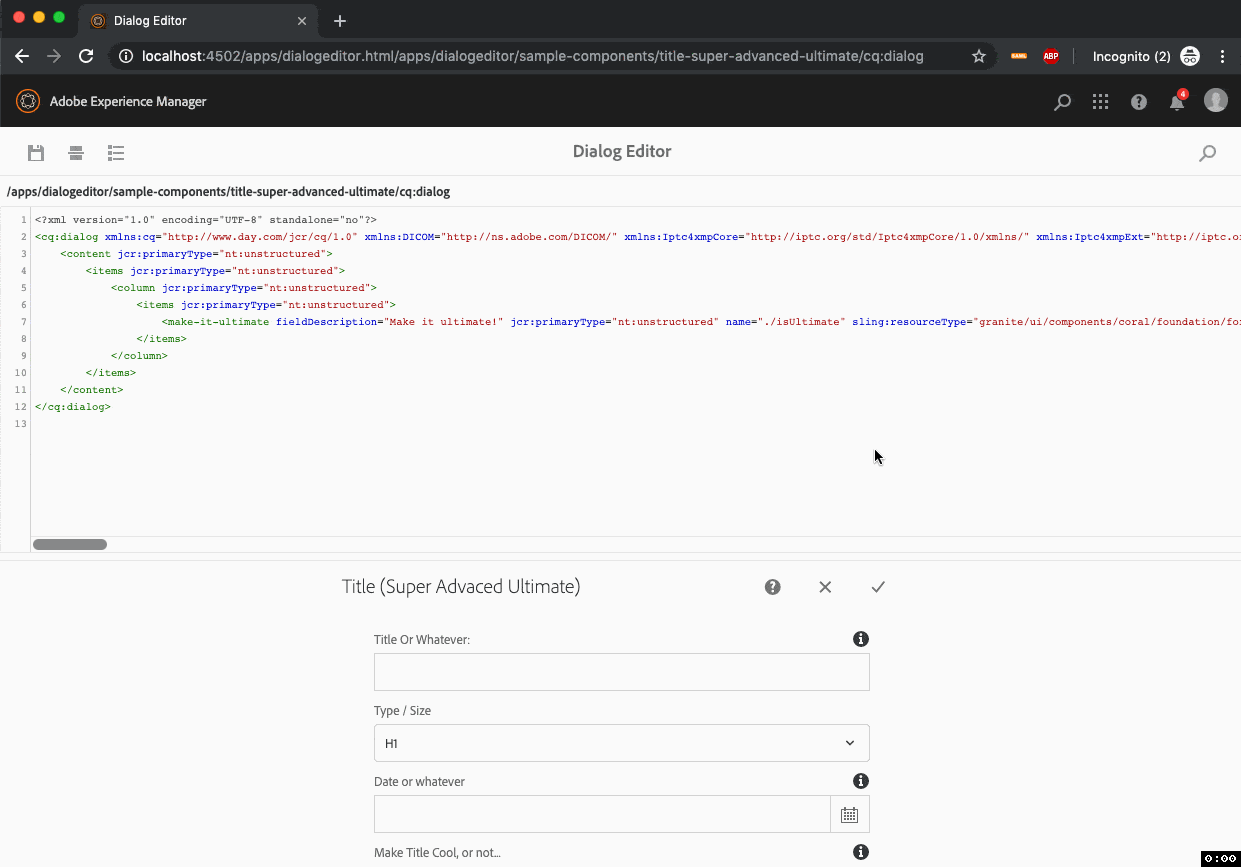 Dialog Editor
localhost:4502/apps/dialogeditor.html/apps/dialogeditor/sample-components/title-super-advanced-ultimate/cq:dialog
ABP
Incognito (2)
Adobe Experience Manager
4
Dialog Editor
/apps/dialogeditor/sample-components/title-super-advanced-ultimate/cq:dialog
1 <?xml version="1.0" encoding="UTF-8" standalone="no"?>
2 <cq:dialog xmlns:cq="http://www.day.com/jcr/cq/1.0" xmlns:DICOM="http://ns.adobe.com/DICOM/" xmlns:Iptc4xmpCore="http://iptc.org/std/Iptc4xmpCore/1.0/xmlns/" xmlns:Iptc4xmpExt="http://iptc.o
3 <content jcr:primaryType="nt:unstructured">
4 <items jcr:primaryType="nt:unstructured">
5 <column jcr:primaryType="nt:unstructured">
6 <items jcr:primaryType="nt:unstructured">
7 <make-it-ultimate fieldDescription="Make it ultimate!" jcr:primaryType="nt:unstructured" name="./isUltimate" sling:resourceType="granite/ui/components/coral/foundation/fo
8 </items>
9 </column>
10 </items>
11 </content>
12 </cq:dialog>
13
Title (Super Advaced Ultimate)
Title Or Whatever:
Type / Size
H1
Date or whatever
Make Title Cool, or not...
0:00